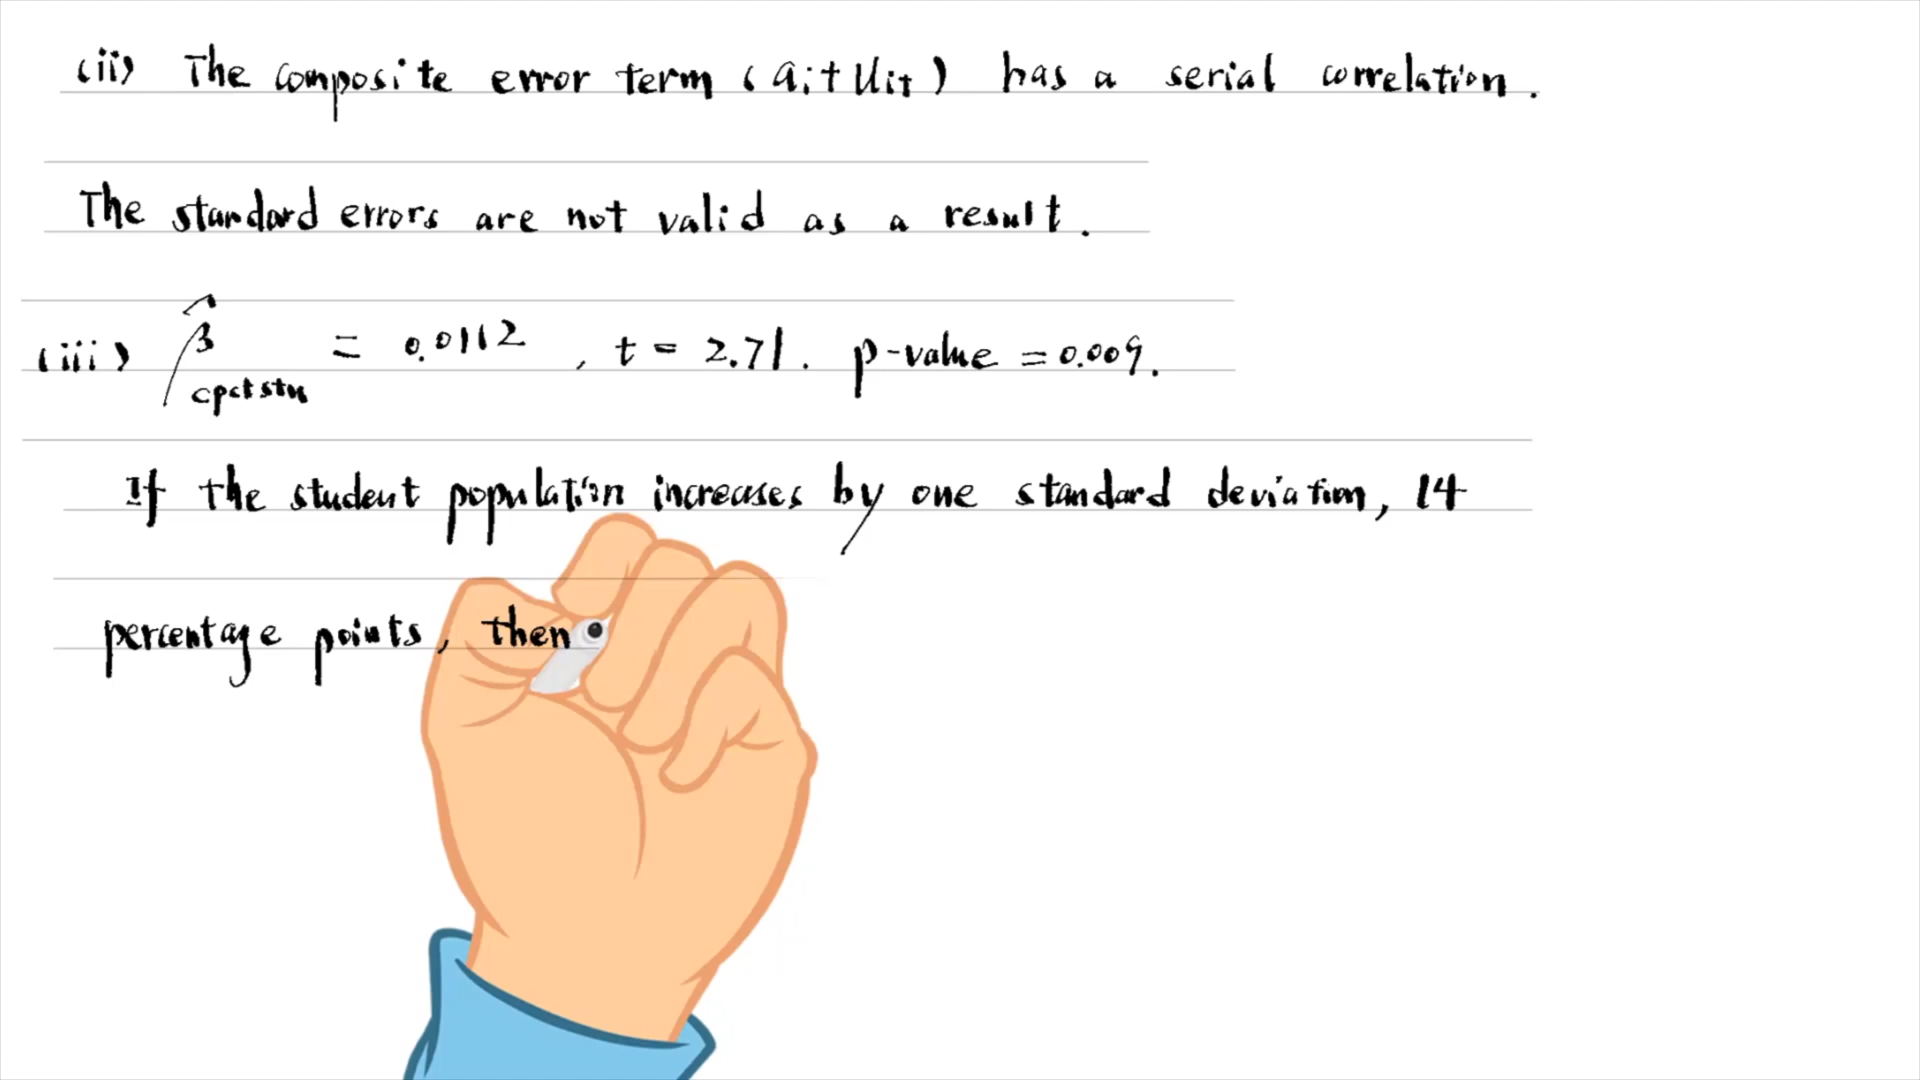 (ii) The composite error term (ai + uit) has a serial correlation.
The standard errors are not valid as a result.
(iii) β̂cpctstu = 0.0112, t = 2.71. p-value = 0.009.
If the student population increases by one standard deviation, 14
percentage points, then